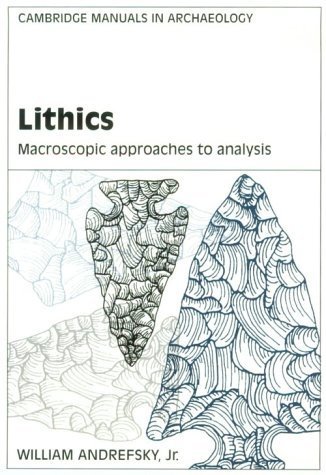 CAMBRIDGE MANUALS IN ARCHAEOLOGY
Lithics
Macroscopic approaches to analysis
WILLIAM ANDREFSKY, Jr.